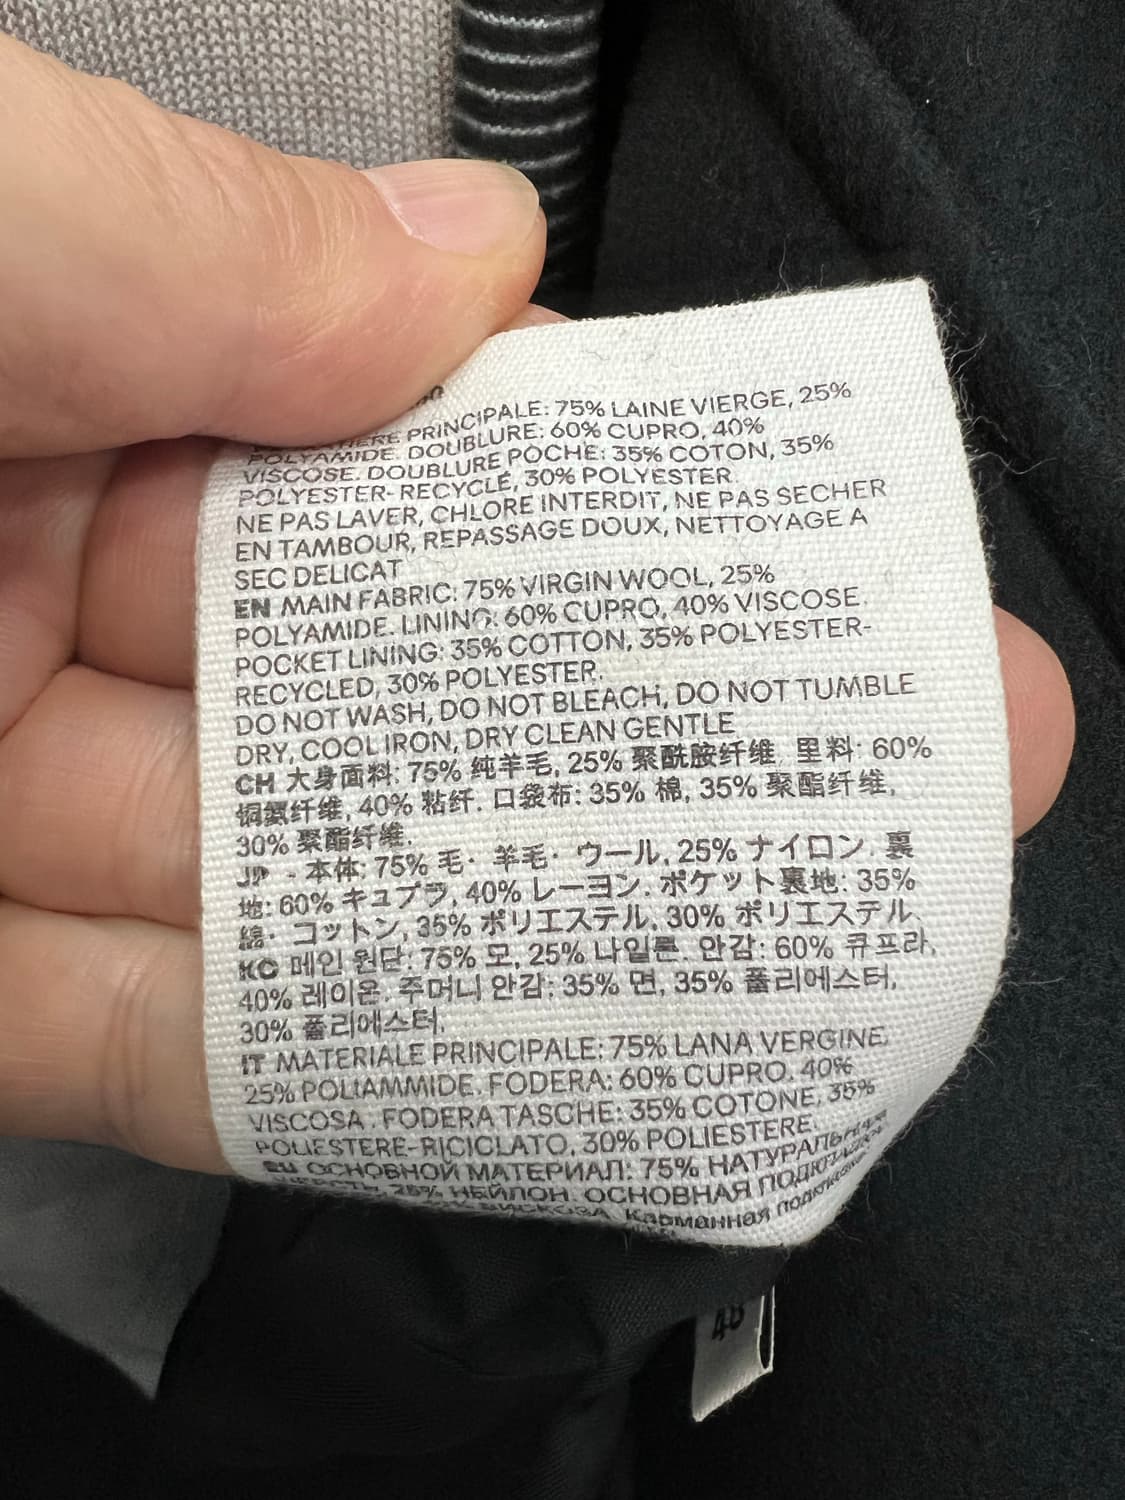 PRINCIPALE: 75% LAINE VIERGE, 25%
POLYAMIDE. DOUBLURE: 60% CUPRO, 40%
VISCOSE. DOUBLURE POCHE: 35% COTON, 35%
POLYESTER-RECYCLÉ, 30% POLYESTER
NE PAS LAVER, CHLORE INTERDIT, NE PAS SECHER
EN TAMBOUR, REPASSAGE DOUX, NETTOYAGE A
SEC DELICAT
EN MAIN FABRIC: 75% VIRGIN WOOL, 25%
POLYAMIDE. LINING: 60% CUPRO, 40% VISCOSE.
POCKET LINING: 35% COTTON, 35% POLYESTER-
RECYCLED, 30% POLYESTER.
DO NOT WASH, DO NOT BLEACH, DO NOT TUMBLE
DRY, COOL IRON, DRY CLEAN GENTLE
CH 大身面料: 75% 纯羊毛, 25% 聚酰胺纤维. 里料: 60%
铜氨纤维, 40% 粘纤. 口袋布: 35% 棉, 35% 聚酯纤维,
30% 聚酯纤维.
JP - 本体: 75% 毛· 羊毛· ウール, 25% ナイロン. 裏
地: 60% キュプラ, 40% レーヨン. ポケット裏地: 35%
綿· コットン, 35% ポリエステル, 30% ポリエステル.
KC 메인 원단: 75% 모, 25% 나일론. 안감: 60% 큐프라,
40% 레이온. 주머니 안감: 35% 면, 35% 폴리에스터,
30% 폴리에스터.
IT MATERIALE PRINCIPALE: 75% LANA VERGINE,
25% POLIAMMIDE. FODERA: 60% CUPRO, 40%
VISCOSA . FODERA TASCHE: 35% COTONE, 35%
POLIESTERE-RICICLATO, 30% POLIESTERE.
ОСНОВНОЙ МАТЕРИАЛ: 75% НАТУРАЛЬНАЯ
25% НЕЙЛОН. ОСНОВНАЯ ПОДКЛАДКА:
ВИСКОЗА. Карманная подкладка: